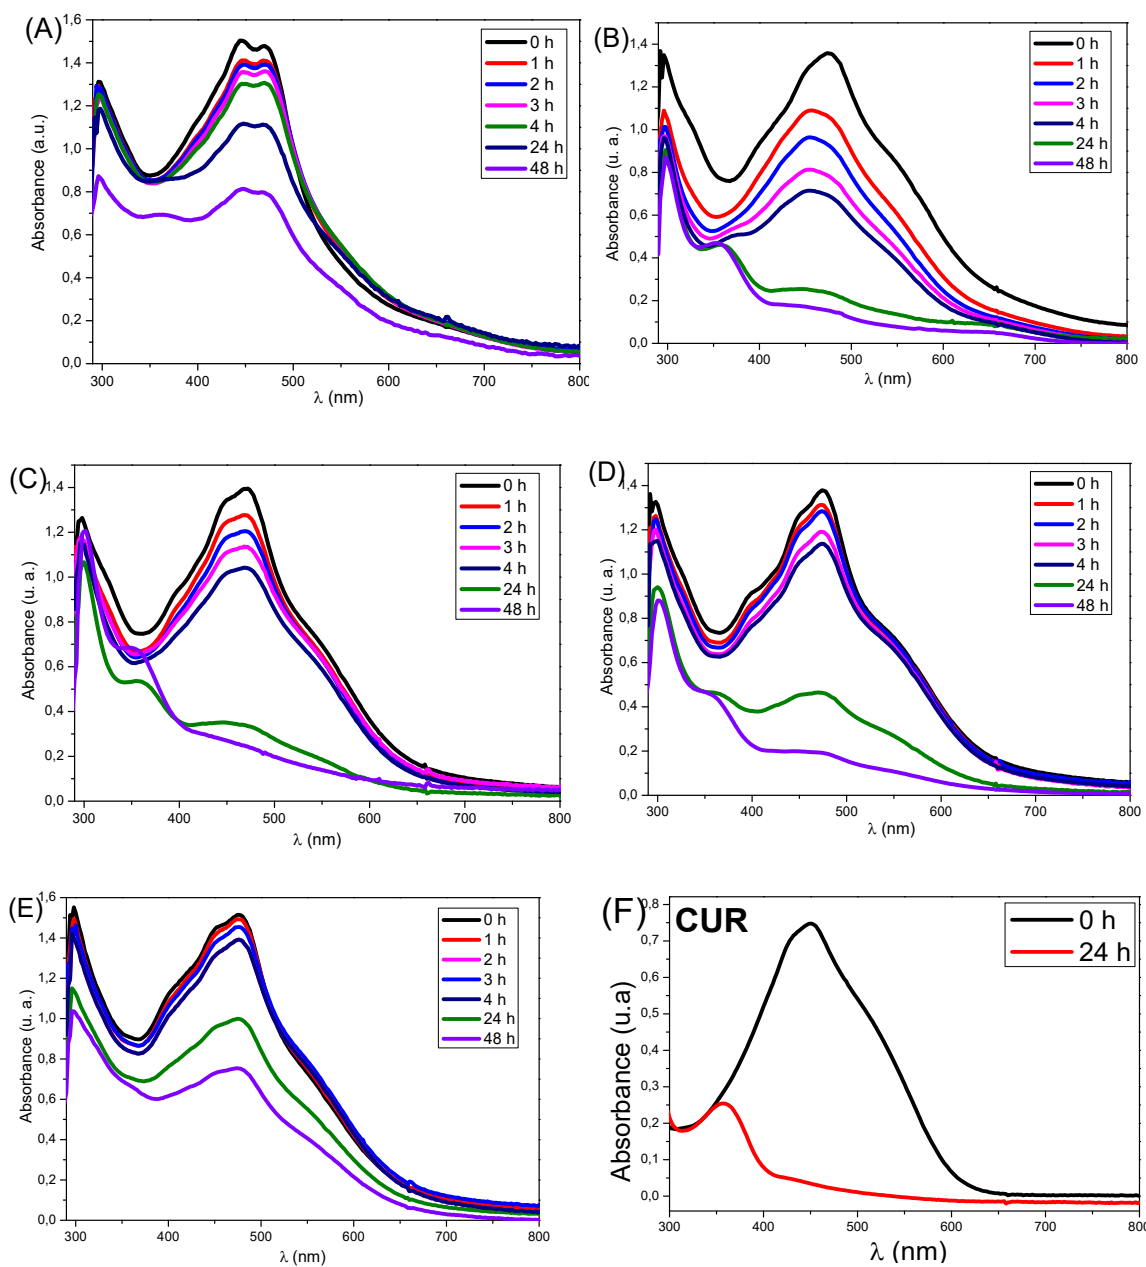 (A)
1,6
1,4
1,2
1,0
0,8
0,6
0,4
0,2
0,0
Absorbance (a.u.)
300 400 500 600 700 800
λ (nm)
0 h
1 h
2 h
3 h
4 h
24 h
48 h
(B)
1,4
1,2
1,0
0,8
0,6
0,4
0,2
0,0
Absorbance (u. a.)
300 400 500 600 700 800
λ (nm)
0 h
1 h
2 h
3 h
4 h
24 h
48 h
(C)
1,4
1,2
1,0
0,8
0,6
0,4
0,2
0,0
Absorbance (u. a.)
300 400 500 600 700 800
λ (nm)
0 h
1 h
2 h
3 h
4 h
24 h
48 h
(D)
1,4
1,2
1,0
0,8
0,6
0,4
0,2
0,0
Absorbance (u. a.)
300 400 500 600 700 800
λ (nm)
0 h
1 h
2 h
3 h
4 h
24 h
48 h
(E)
1,6
1,4
1,2
1,0
0,8
0,6
0,4
0,2
0,0
Absorbance (u. a.)
300 400 500 600 700 800
λ (nm)
0 h
1 h
2 h
3 h
4 h
24 h
48 h
(F)
CUR
0,8
0,7
0,6
0,5
0,4
0,3
0,2
0,1
0,0
Absorbance (u.a)
300 400 500 600 700 800
λ (nm)
0 h
24 h